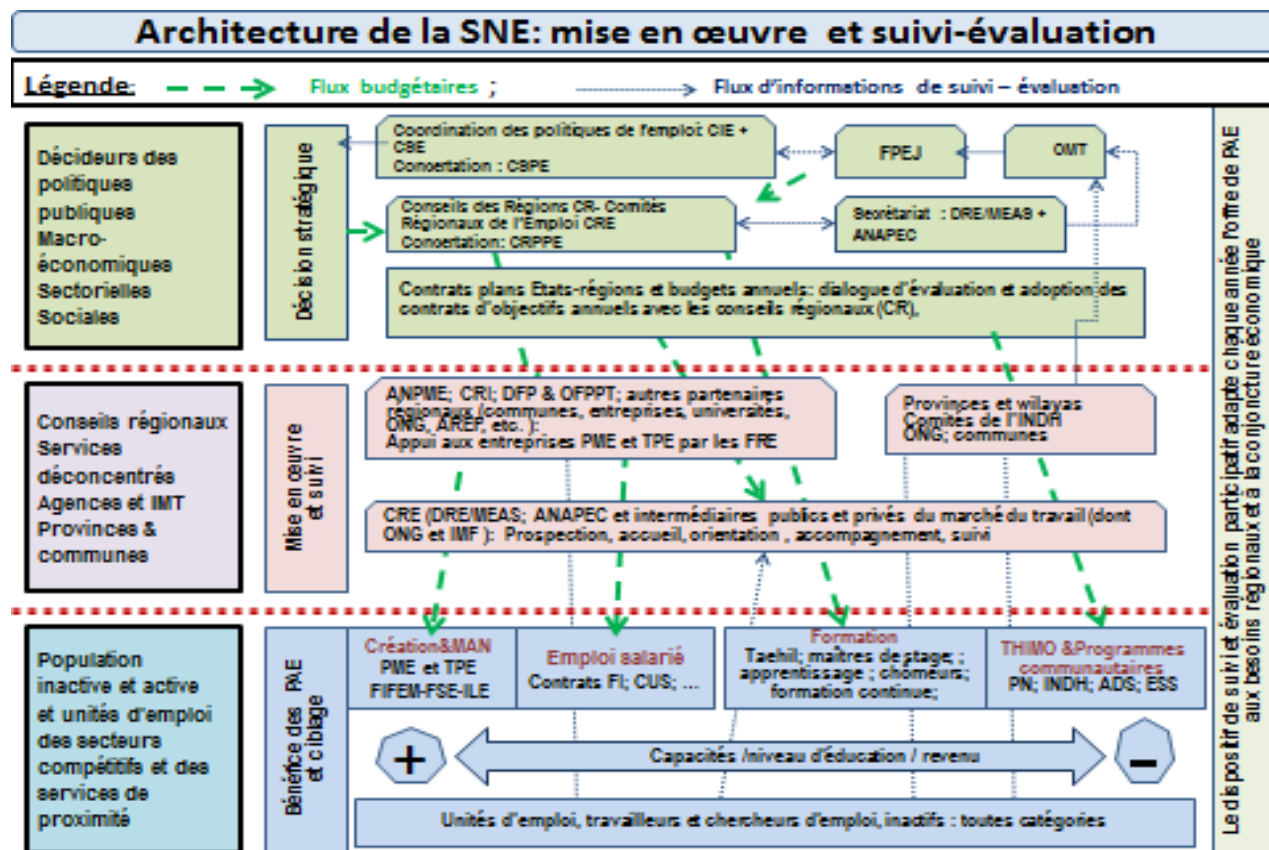 Architecture de la SNE: mise en œuvre et suivi-évaluation
Légende: Flux budgétaires ; Flux d'informations de suivi – évaluation
Décideurs des
politiques
publiques
Macro-
économiques
Sectorielles
Sociales
Décision stratégique
Coordination des politiques de l'emploi: CIE +
CSE
Concertation : CSPE
FPEJ
OMT
Conseils des Régions CR- Comités
Régionaux de l'Emploi CRE
Concertation: CRPPE
Secrétariat : DRE/MEAS +
ANAPEC
Contrats plans Etats-régions et budgets annuels: dialogue d'évaluation et adoption des
contrats d'objectifs annuels avec les conseils régionaux (CR),
Conseils régionaux
Services
déconcentrés
Agences et IMT
Provinces &
communes
Mise en œuvre
et suivi
ANPME; CRI; DFP & OFPPT; autres partenaires
régionaux (communes, entreprises, universités,
ONG, AREF, etc. ):
Appui aux entreprises PME et TPE par les FRE
Provinces et wilayas
Comités de l'INDH
ONG; communes
CRE (DRE/MEAS; ANAPEC et intermédiaires publics et privés du marché du travail (dont
ONG et IMF ): Prospection, accueil, orientation , accompagnement, suivi
Population
inactive et active
et unités d'emploi
des secteurs
compétitifs et des
services de
proximité
Bénéfice des PAE
et ciblage
Création&MAN
PME et TPE
FIFEM-FSE-ILE
Emploi salarié
Contrats FI; CUS; ...
Formation
Taehil; maîtres de stage, ;
apprentissage ; chômeurs;
formation continue;
THIMO &Programmes
communautaires
PN; INDH; ADS; ESS
+
Capacités /niveau d'éducation / revenu
–
Unités d'emploi, travailleurs et chercheurs d'emploi, inactifs : toutes catégories
Le dispositif de suivi et évaluation participatif adapte chaque année l'offre de PAE
aux besoins régionaux et à la conjoncture économique